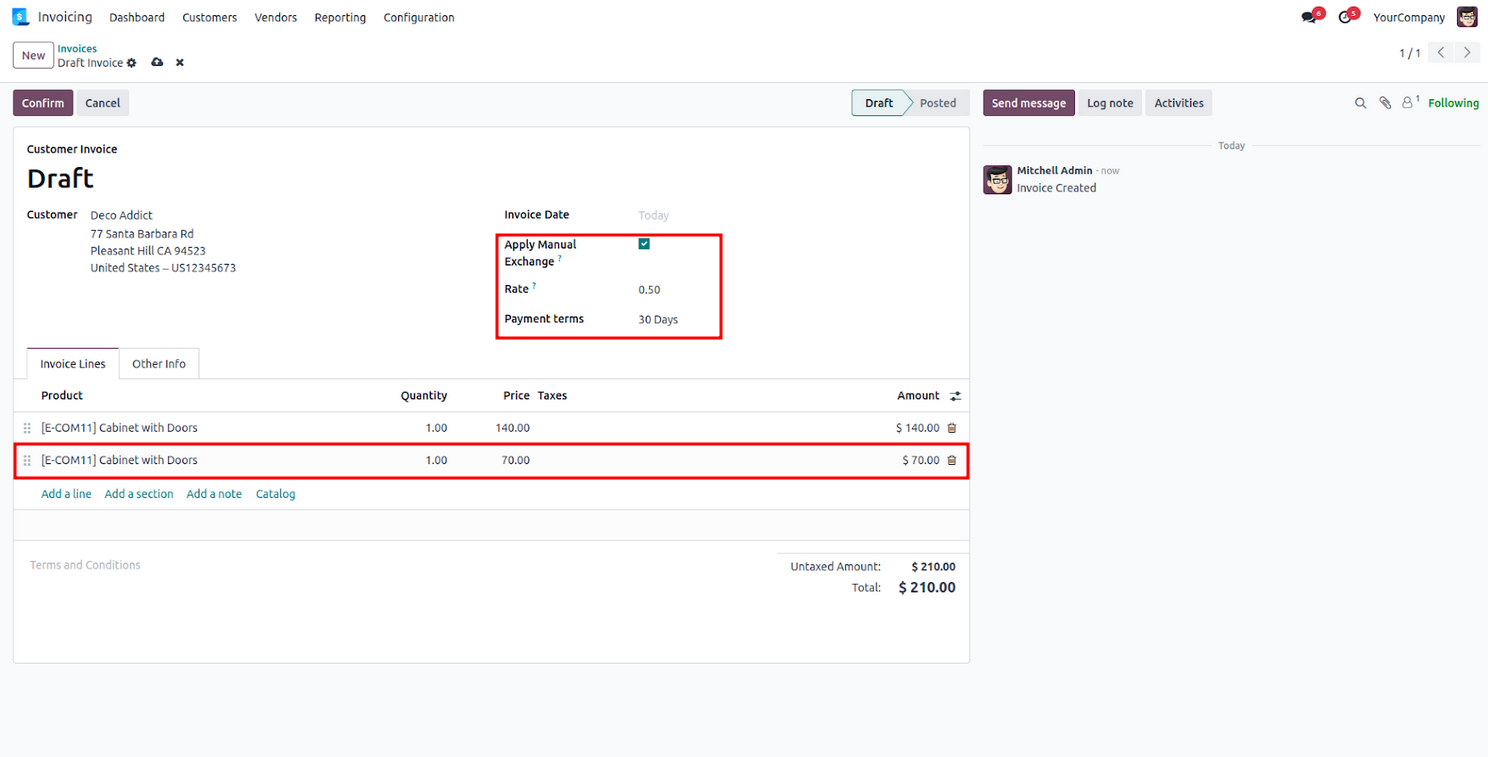 Invoicing Dashboard Customers Vendors Reporting Configuration 6 5 YourCompany
New Invoices
Draft Invoice 1 / 1
Confirm Cancel Draft Posted Send message Log note Activities 1 Following
Today
Customer Invoice
Draft
Mitchell Admin - now
Invoice Created
Customer Deco Addict Invoice Date Today
77 Santa Barbara Rd
Pleasant Hill CA 94523
United States – US12345673
Apply Manual
Exchange ?
Rate ? 0.50
Payment terms 30 Days
Invoice Lines Other Info
Product Quantity Price Taxes Amount
[E-COM11] Cabinet with Doors 1.00 140.00 $ 140.00
[E-COM11] Cabinet with Doors 1.00 70.00 $ 70.00
Add a line Add a section Add a note Catalog
Terms and Conditions
Untaxed Amount: $ 210.00
Total: $ 210.00